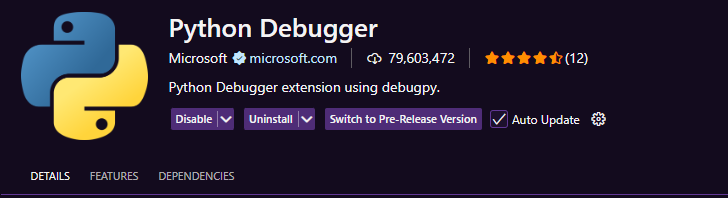 Python Debugger
Microsoft microsoft.com 79,603,472 (12)
Python Debugger extension using debugpy.
Disable Uninstall Switch to Pre-Release Version Auto Update
DETAILS FEATURES DEPENDENCIES